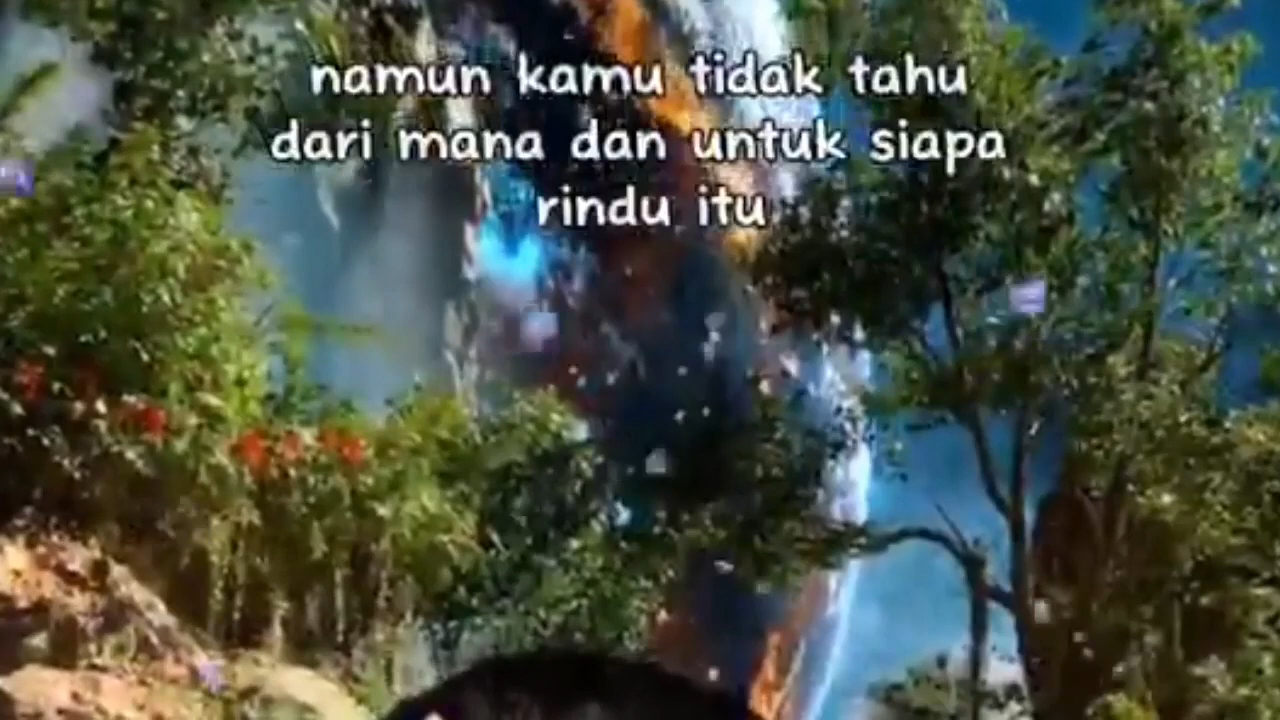 namun kamu tidak tahu
dari mana dan untuk siapa
rindu itu